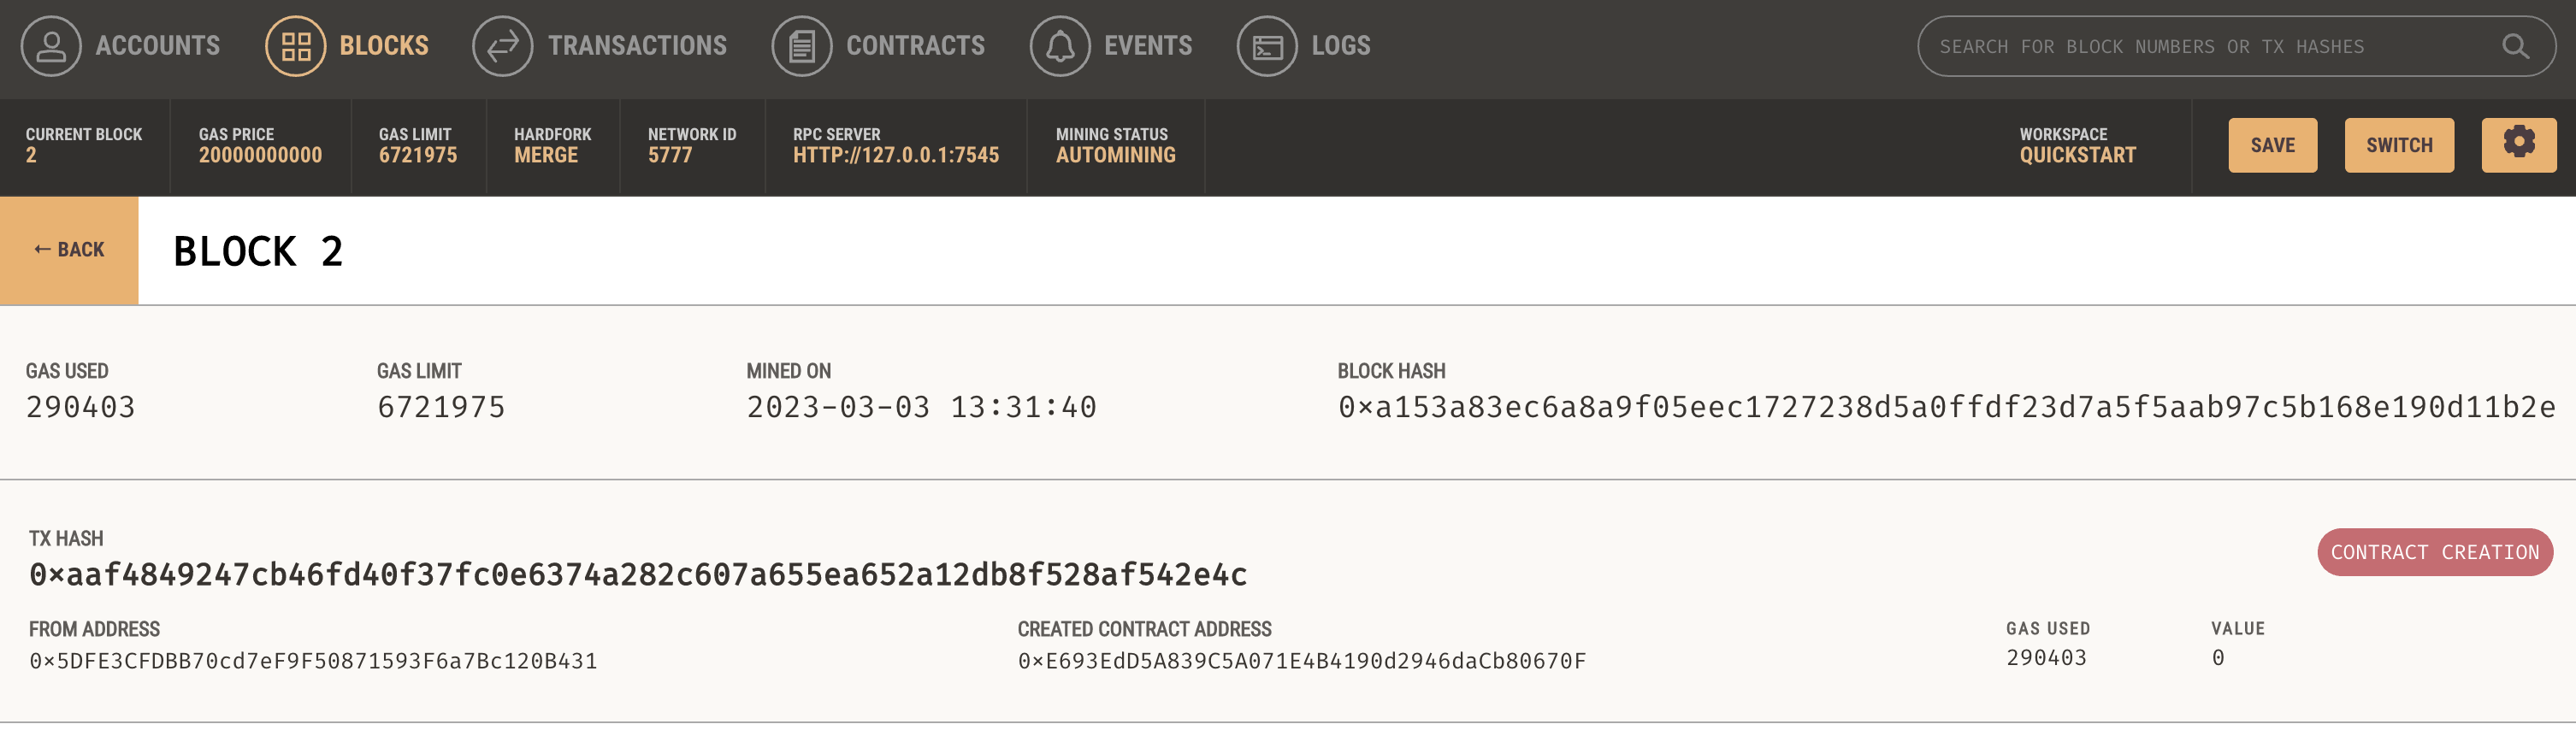 ACCOUNTS BLOCKS TRANSACTIONS CONTRACTS EVENTS LOGS SEARCH FOR BLOCK NUMBERS OR TX HASHES
CURRENT BLOCK GAS PRICE GAS LIMIT HARDFORK NETWORK ID RPC SERVER MINING STATUS WORKSPACE
2 20000000000 6721975 MERGE 5777 HTTP://127.0.0.1:7545 AUTOMINING QUICKSTART SAVE SWITCH
← BACK BLOCK 2
GAS USED GAS LIMIT MINED ON BLOCK HASH
290403 6721975 2023-03-03 13:31:40 0×a153a83ec6a8a9f05eec1727238d5a0ffdf23d7a5f5aab97c5b168e190d11b2e
TX HASH
0×aaf4849247cb46fd40f37fc0e6374a282c607a655ea652a12db8f528af542e4c CONTRACT CREATION
FROM ADDRESS CREATED CONTRACT ADDRESS GAS USED VALUE
0×5DFE3CFDBB70cd7eF9F50871593F6a7Bc120B431 0×E693EdD5A839C5A071E4B4190d2946daCb80670F 290403 0